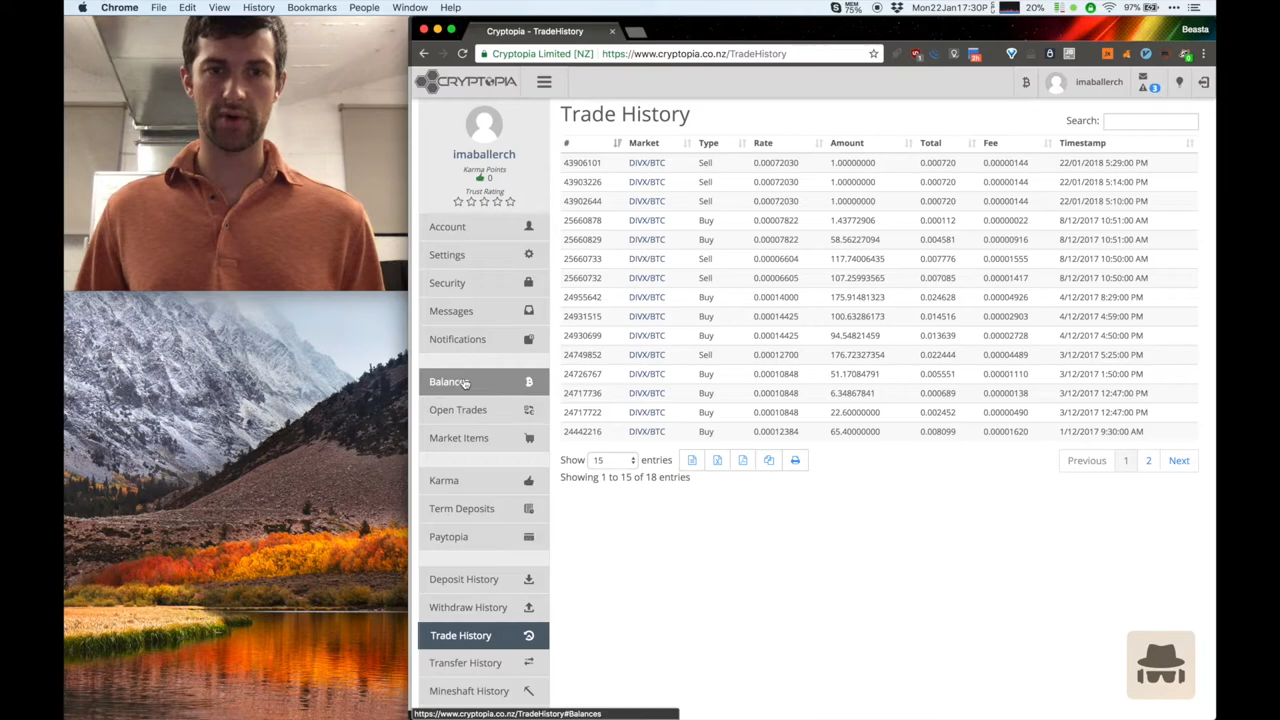 Chrome File Edit View History Bookmarks People Window Help
MEM 75% Mon22Jan17:30P 20% 97%
Cryptopia - TradeHistory
Beasta
Cryptopia Limited [NZ] https://www.cryptopia.co.nz/TradeHistory
CRYPTOPIA
imaballerch
3
imaballerch
Karma Points
0
Trust Rating
Account
Settings
Security
Messages
Notifications
Balances
Open Trades
Market Items
Karma
Term Deposits
Paytopia
Deposit History
Withdraw History
Trade History
Transfer History
Mineshaft History
Trade History
Search:
# Market Type Rate Amount Total Fee Timestamp
43906101 DIVX/BTC Sell 0.00072030 1.00000000 0.000720 0.00000144 22/01/2018 5:29:00 PM
43903226 DIVX/BTC Sell 0.00072030 1.00000000 0.000720 0.00000144 22/01/2018 5:14:00 PM
43902644 DIVX/BTC Sell 0.00072030 1.00000000 0.000720 0.00000144 22/01/2018 5:10:00 PM
25660878 DIVX/BTC Buy 0.00007822 1.43772906 0.000112 0.00000022 8/12/2017 10:51:00 AM
25660829 DIVX/BTC Buy 0.00007822 58.56227094 0.004581 0.00000916 8/12/2017 10:51:00 AM
25660733 DIVX/BTC Sell 0.00006604 117.74006435 0.007776 0.00001555 8/12/2017 10:50:00 AM
25660732 DIVX/BTC Sell 0.00006605 107.25993565 0.007085 0.00001417 8/12/2017 10:50:00 AM
24955642 DIVX/BTC Buy 0.00014000 175.91481323 0.024628 0.00004926 4/12/2017 8:29:00 PM
24931515 DIVX/BTC Buy 0.00014425 100.63286173 0.014516 0.00002903 4/12/2017 4:59:00 PM
24930699 DIVX/BTC Buy 0.00014425 94.54821459 0.013639 0.00002728 4/12/2017 4:50:00 PM
24749852 DIVX/BTC Sell 0.00012700 176.72327354 0.022444 0.00004489 3/12/2017 5:25:00 PM
24726767 DIVX/BTC Buy 0.00010848 51.17084791 0.005551 0.00001110 3/12/2017 1:50:00 PM
24717736 DIVX/BTC Buy 0.00010848 6.34867841 0.000689 0.00000138 3/12/2017 12:47:00 PM
24717722 DIVX/BTC Buy 0.00010848 22.60000000 0.002452 0.00000490 3/12/2017 12:47:00 PM
24442216 DIVX/BTC Buy 0.00012384 65.40000000 0.008099 0.00001620 1/12/2017 9:30:00 AM
Show 15 entries
Previous 1 2 Next
Showing 1 to 15 of 18 entries
https://www.cryptopia.co.nz/TradeHistory#Balances